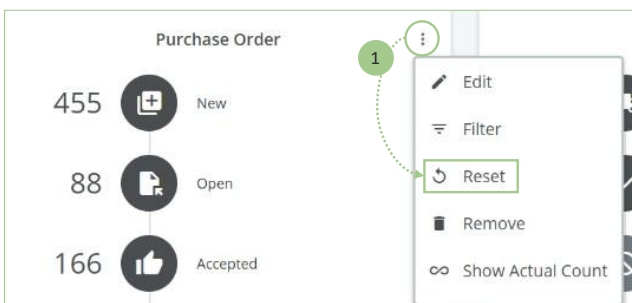 Purchase Order
1
Edit
455 New
Filter
88 Open
Reset
Remove
166 Accepted
Show Actual Count